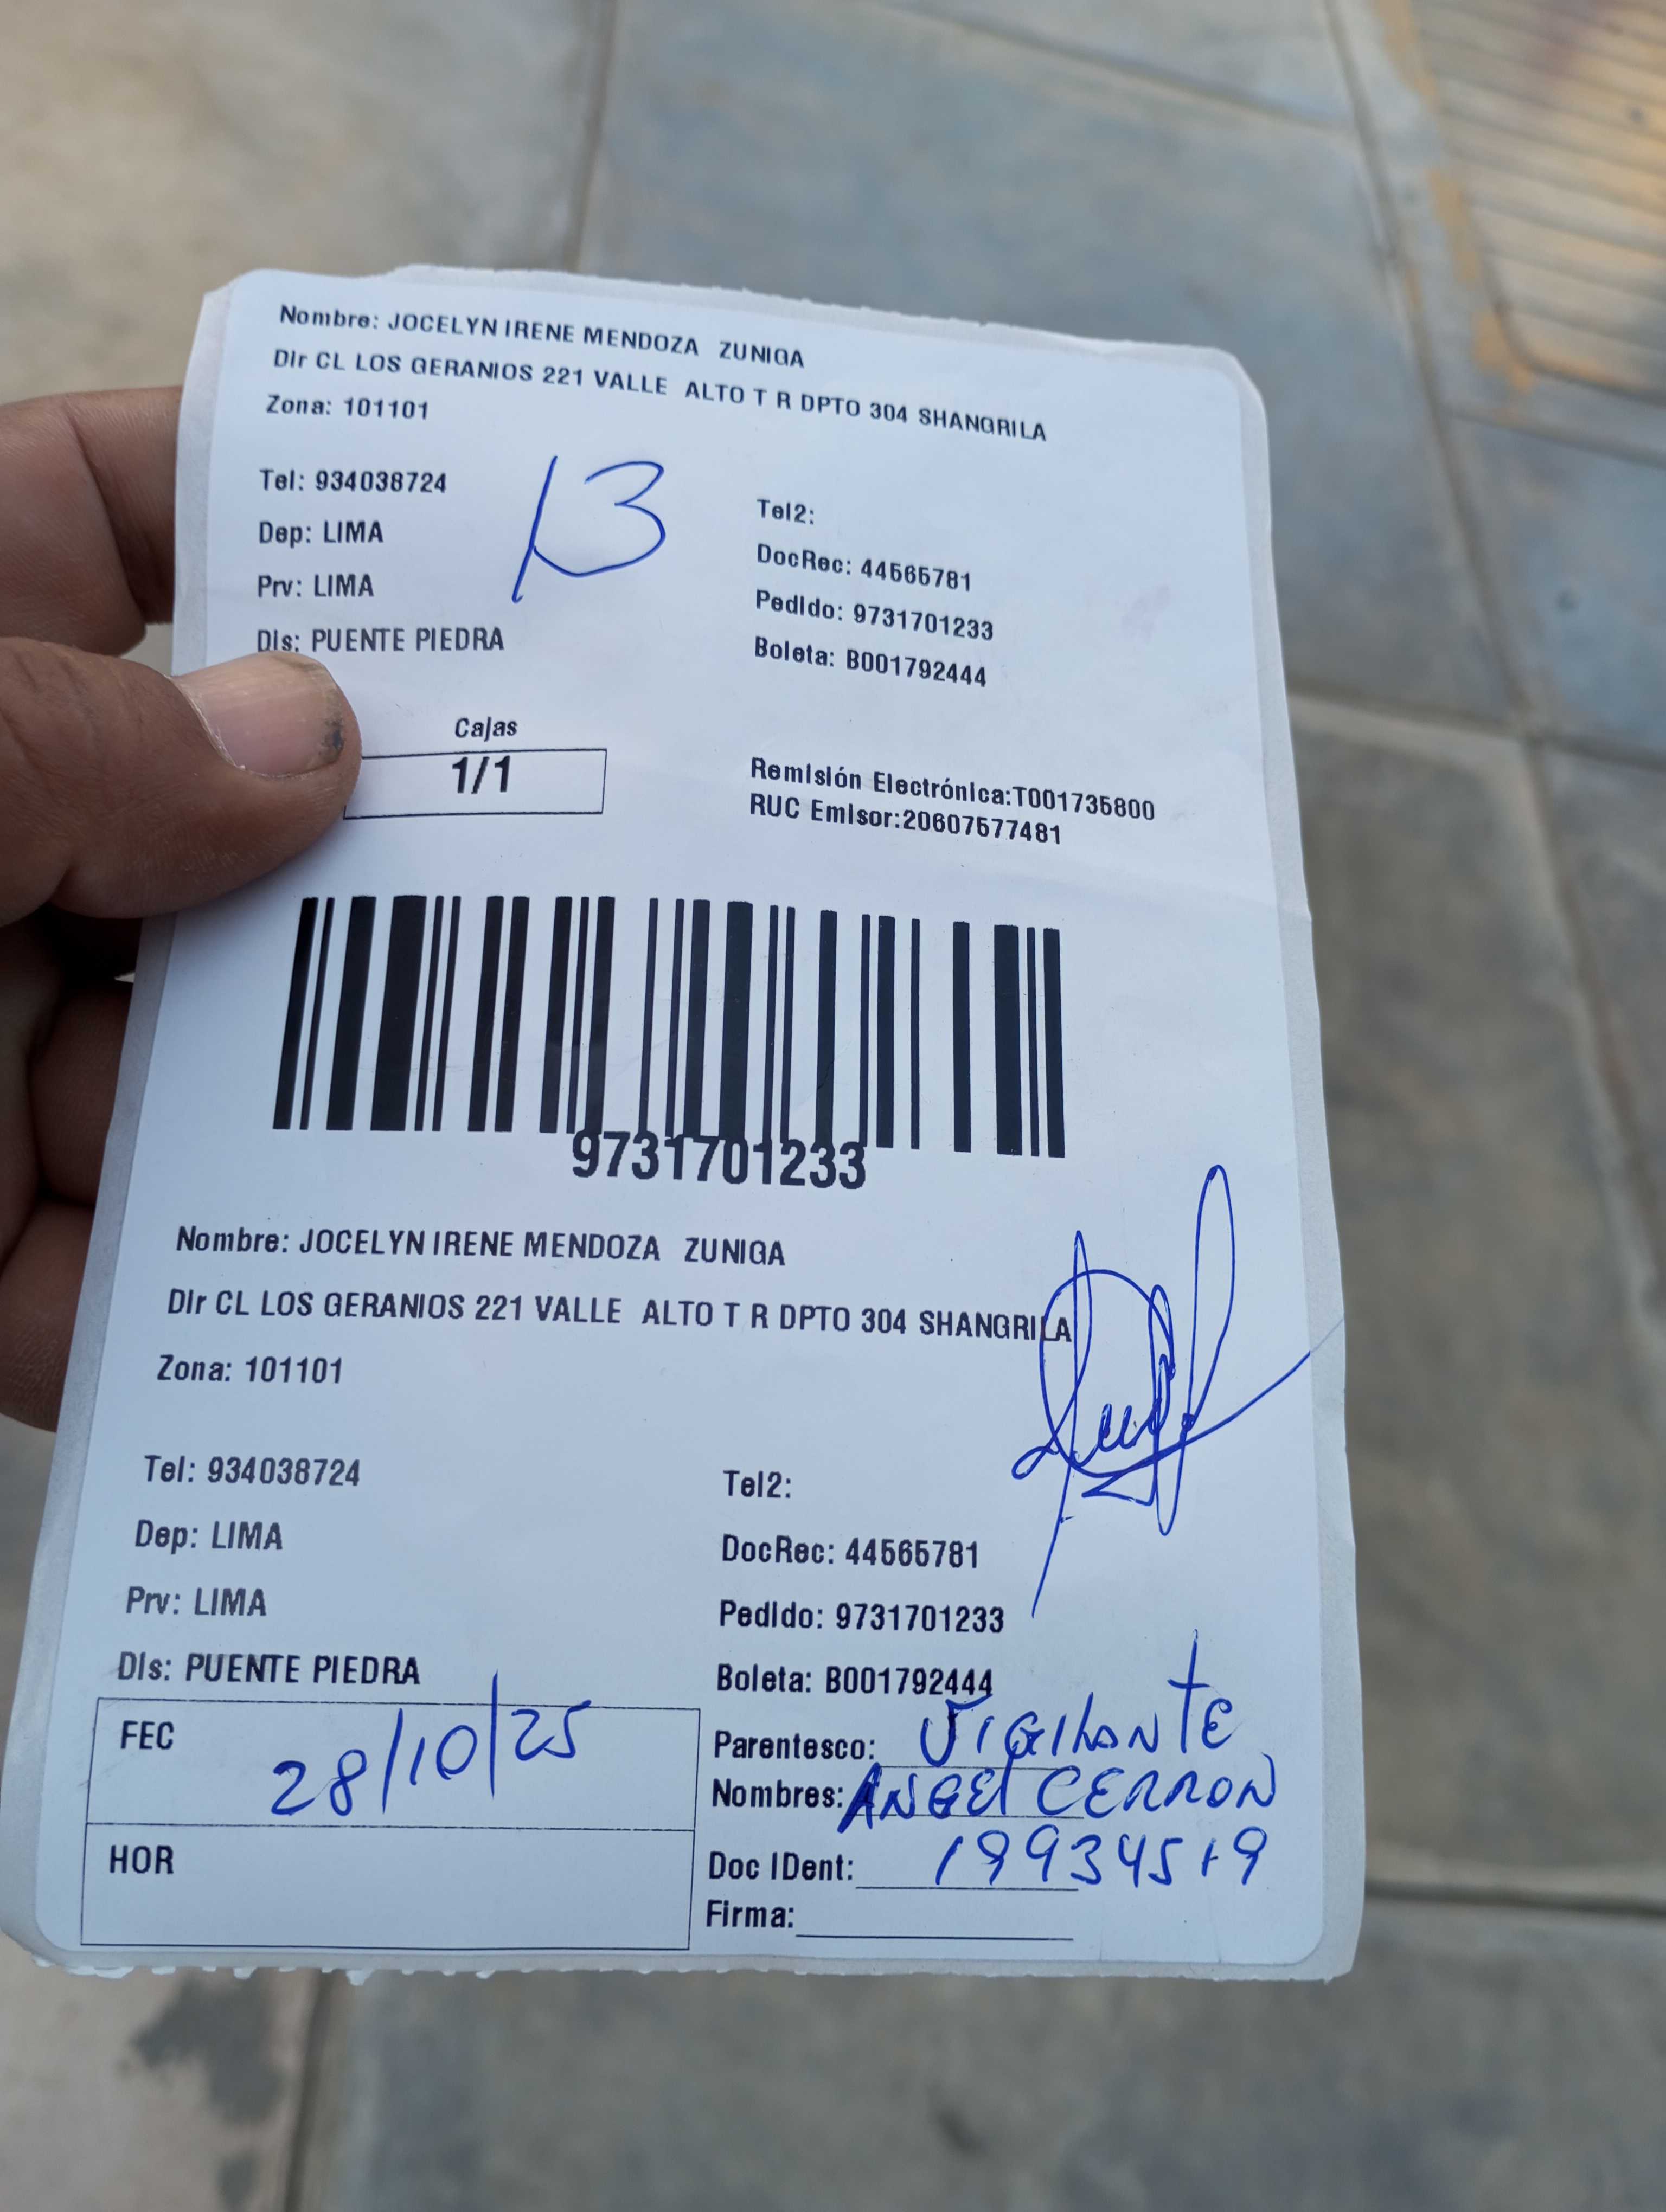 Nombre: JOCELYN IRENE MENDOZA ZUNIGA
Dir CL LOS GERANIOS 221 VALLE ALTO T R DPTO 304 SHANGRILA
Zona: 101101
Tel: 934038724
13
Tel2:
Dep: LIMA
DocRec: 44565781
Prv: LIMA
Pedido: 9731701233
Dis: PUENTE PIEDRA
Boleta: B001792444
Cajas
1/1
Remisión Electrónica:T001735800
RUC Emisor:20607577481
9731701233
Nombre: JOCELYN IRENE MENDOZA ZUNIGA
Dir CL LOS GERANIOS 221 VALLE ALTO T R DPTO 304 SHANGRILA
Zona: 101101
Tel: 934038724
Tel2:
Dep: LIMA
DocRec: 44565781
Prv: LIMA
Pedido: 9731701233
Dis: PUENTE PIEDRA
Boleta: B001792444
FEC 28/10/25
HOR
Parentesco: VIGILANTE
Nombres: ANGEL CERRON
Doc IDent: 19934519
Firma: